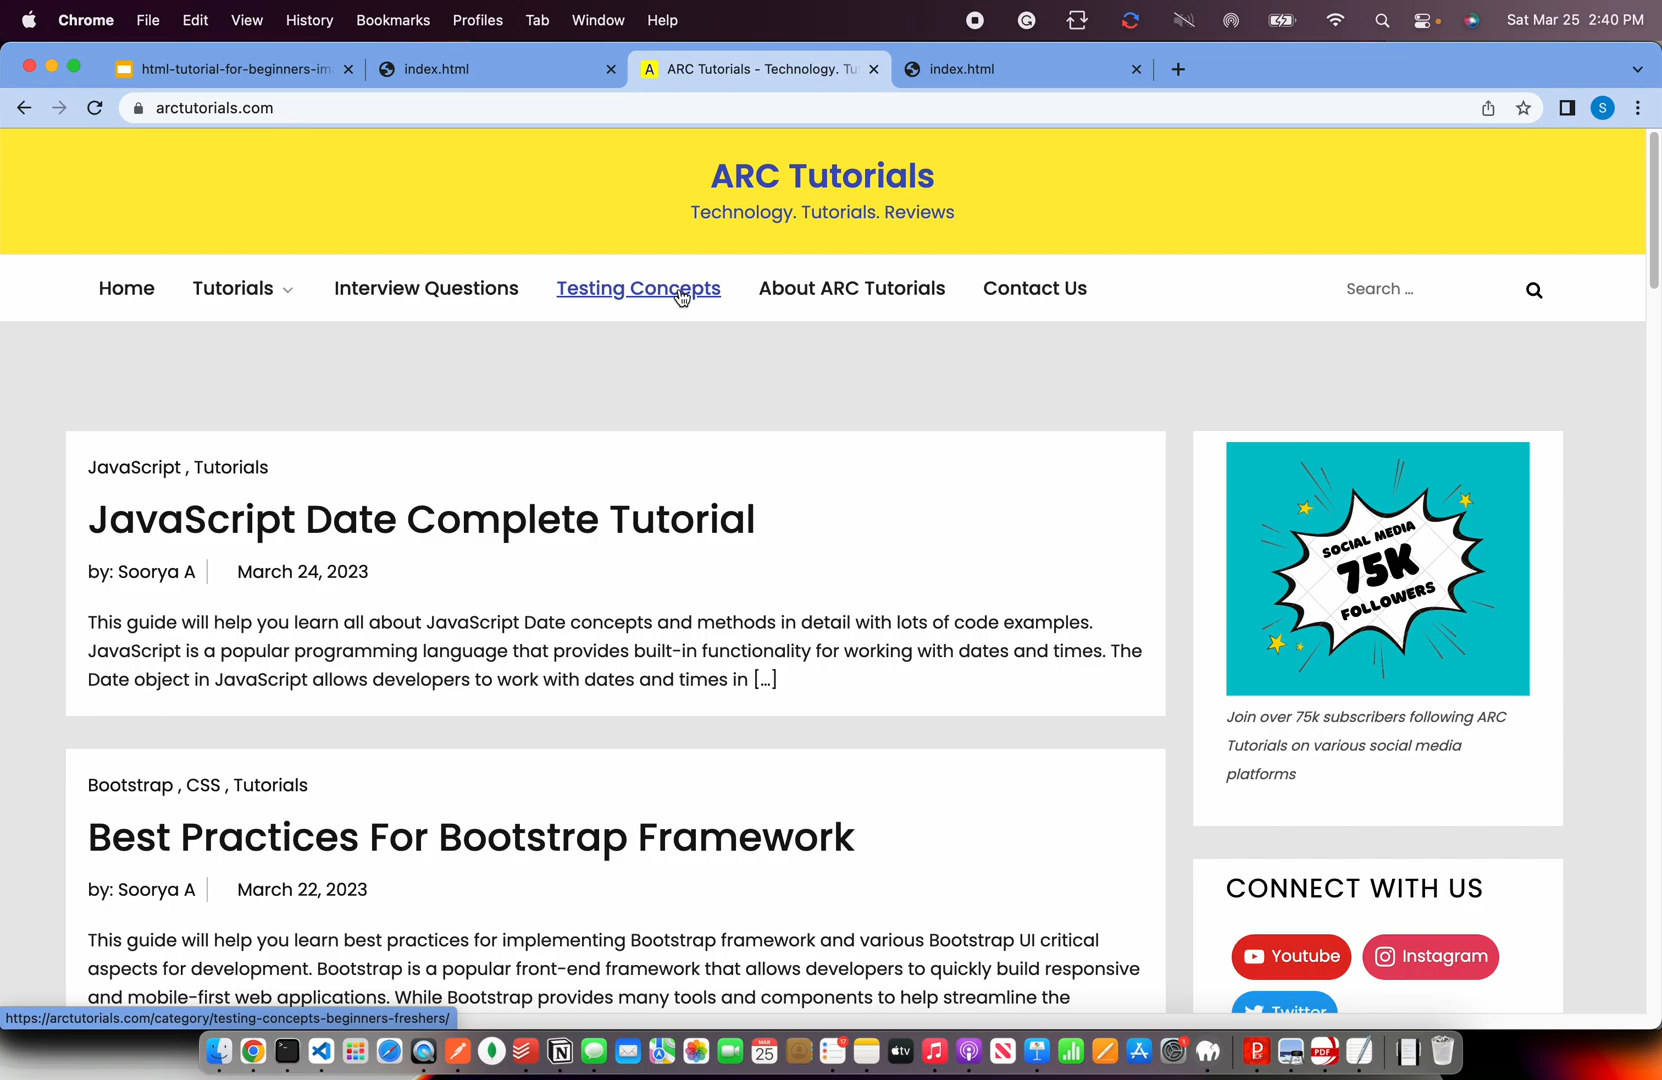 Chrome File Edit View History Bookmarks Profiles Tab Window Help Sat Mar 25 2:40 PM
html-tutorial-for-beginners-im index.html A ARC Tutorials - Technology. Tu index.html
arctutorials.com S
ARC Tutorials
Technology. Tutorials. Reviews
Home Tutorials Interview Questions Testing Concepts About ARC Tutorials Contact Us Search ...
JavaScript , Tutorials
JavaScript Date Complete Tutorial
by: Soorya A March 24, 2023
This guide will help you learn all about JavaScript Date concepts and methods in detail with lots of code examples.
JavaScript is a popular programming language that provides built-in functionality for working with dates and times. The
Date object in JavaScript allows developers to work with dates and times in [...]
SOCIAL MEDIA
75K
FOLLOWERS
Join over 75k subscribers following ARC
Tutorials on various social media
platforms
Bootstrap , CSS , Tutorials
Best Practices For Bootstrap Framework
by: Soorya A March 22, 2023
This guide will help you learn best practices for implementing Bootstrap framework and various Bootstrap UI critical
aspects for development. Bootstrap is a popular front-end framework that allows developers to quickly build responsive
and mobile-first web applications. While Bootstrap provides many tools and components to help streamline the
CONNECT WITH US
Youtube Instagram
Twitter
https://arctutorials.com/category/testing-concepts-beginners-freshers/
MAR
25
17
tv
1
PDF